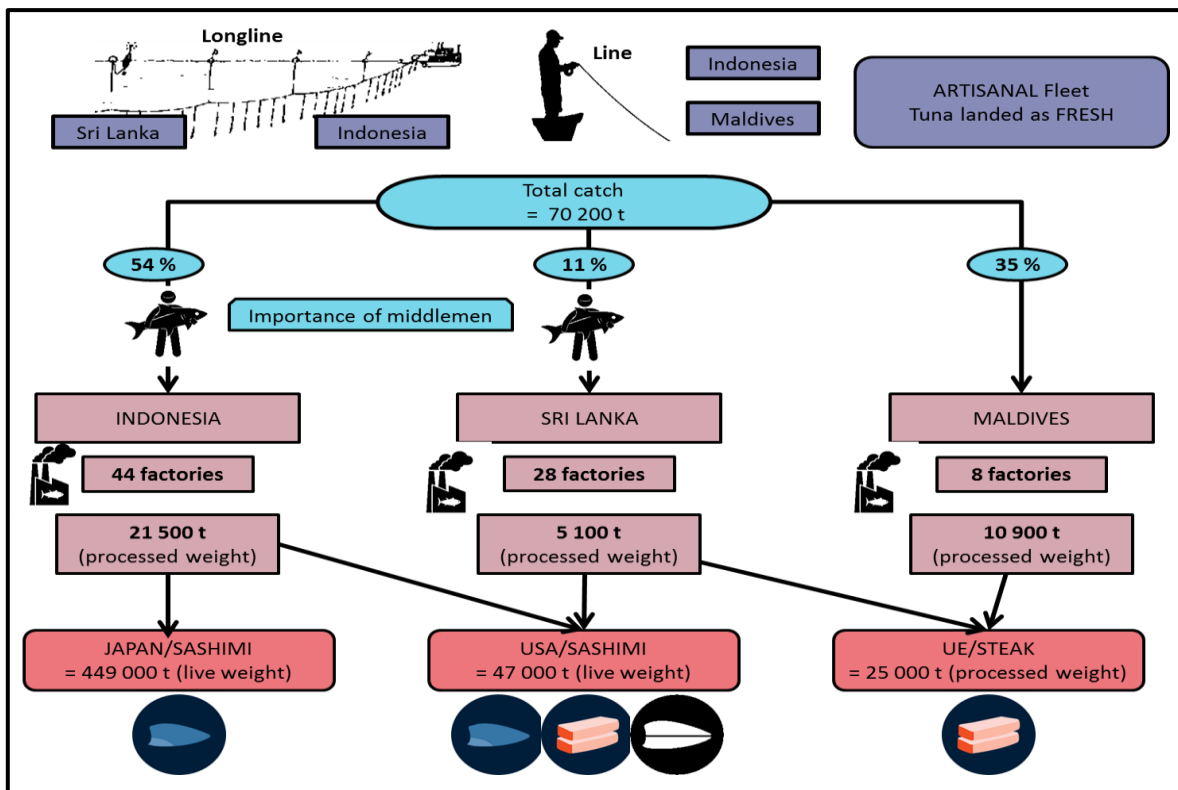 Longline
Line
Indonesia
Maldives
ARTISANAL Fleet
Tuna landed as FRESH
Sri Lanka
Indonesia
Total catch
= 70 200 t
54 %
11 %
35 %
Importance of middlemen
INDONESIA
SRI LANKA
MALDIVES
44 factories
28 factories
8 factories
21 500 t
(processed weight)
5 100 t
(processed weight)
10 900 t
(processed weight)
JAPAN/SASHIMI
= 449 000 t (live weight)
USA/SASHIMI
= 47 000 t (live weight)
UE/STEAK
= 25 000 t (processed weight)